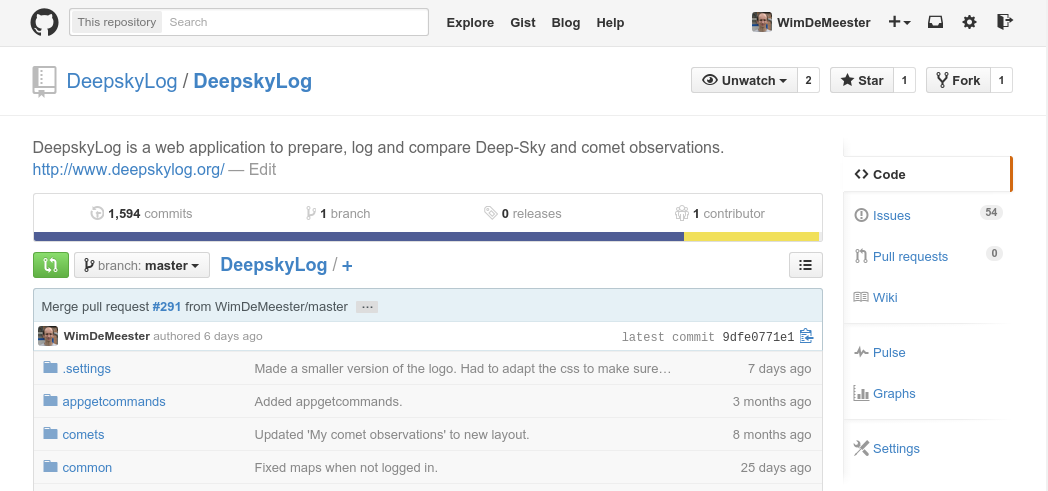 This repository Search Explore Gist Blog Help WimDeMeester
DeepskyLog / DeepskyLog Unwatch 2 Star 1 Fork 1
DeepskyLog is a web application to prepare, log and compare Deep-Sky and comet observations.
http://www.deepskylog.org/ — Edit
1,594 commits 1 branch 0 releases 1 contributor
branch: master DeepskyLog / +
Merge pull request #291 from WimDeMeester/master ...
WimDeMeester authored 6 days ago latest commit 9dfe0771e1
.settings Made a smaller version of the logo. Had to adapt the css to make sure… 7 days ago
appgetcommands Added appgetcommands. 3 months ago
comets Updated 'My comet observations' to new layout. 8 months ago
common Fixed maps when not logged in. 25 days ago
Code
Issues 54
Pull requests 0
Wiki
Pulse
Graphs
Settings